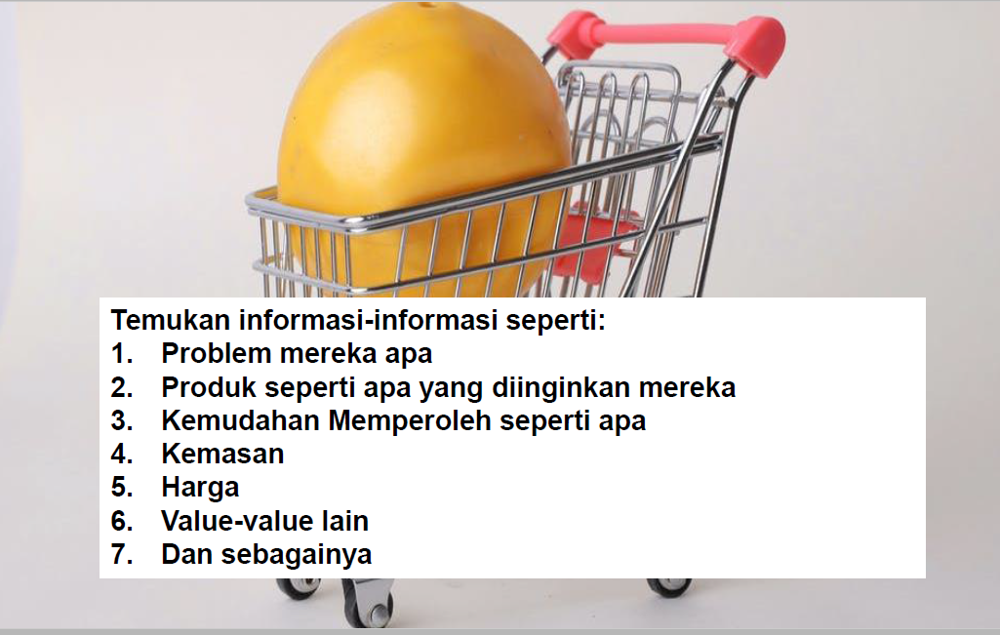 Temukan informasi-informasi seperti:
1. Problem mereka apa
2. Produk seperti apa yang diinginkan mereka
3. Kemudahan Memperoleh seperti apa
4. Kemasan
5. Harga
6. Value-value lain
7. Dan sebagainya